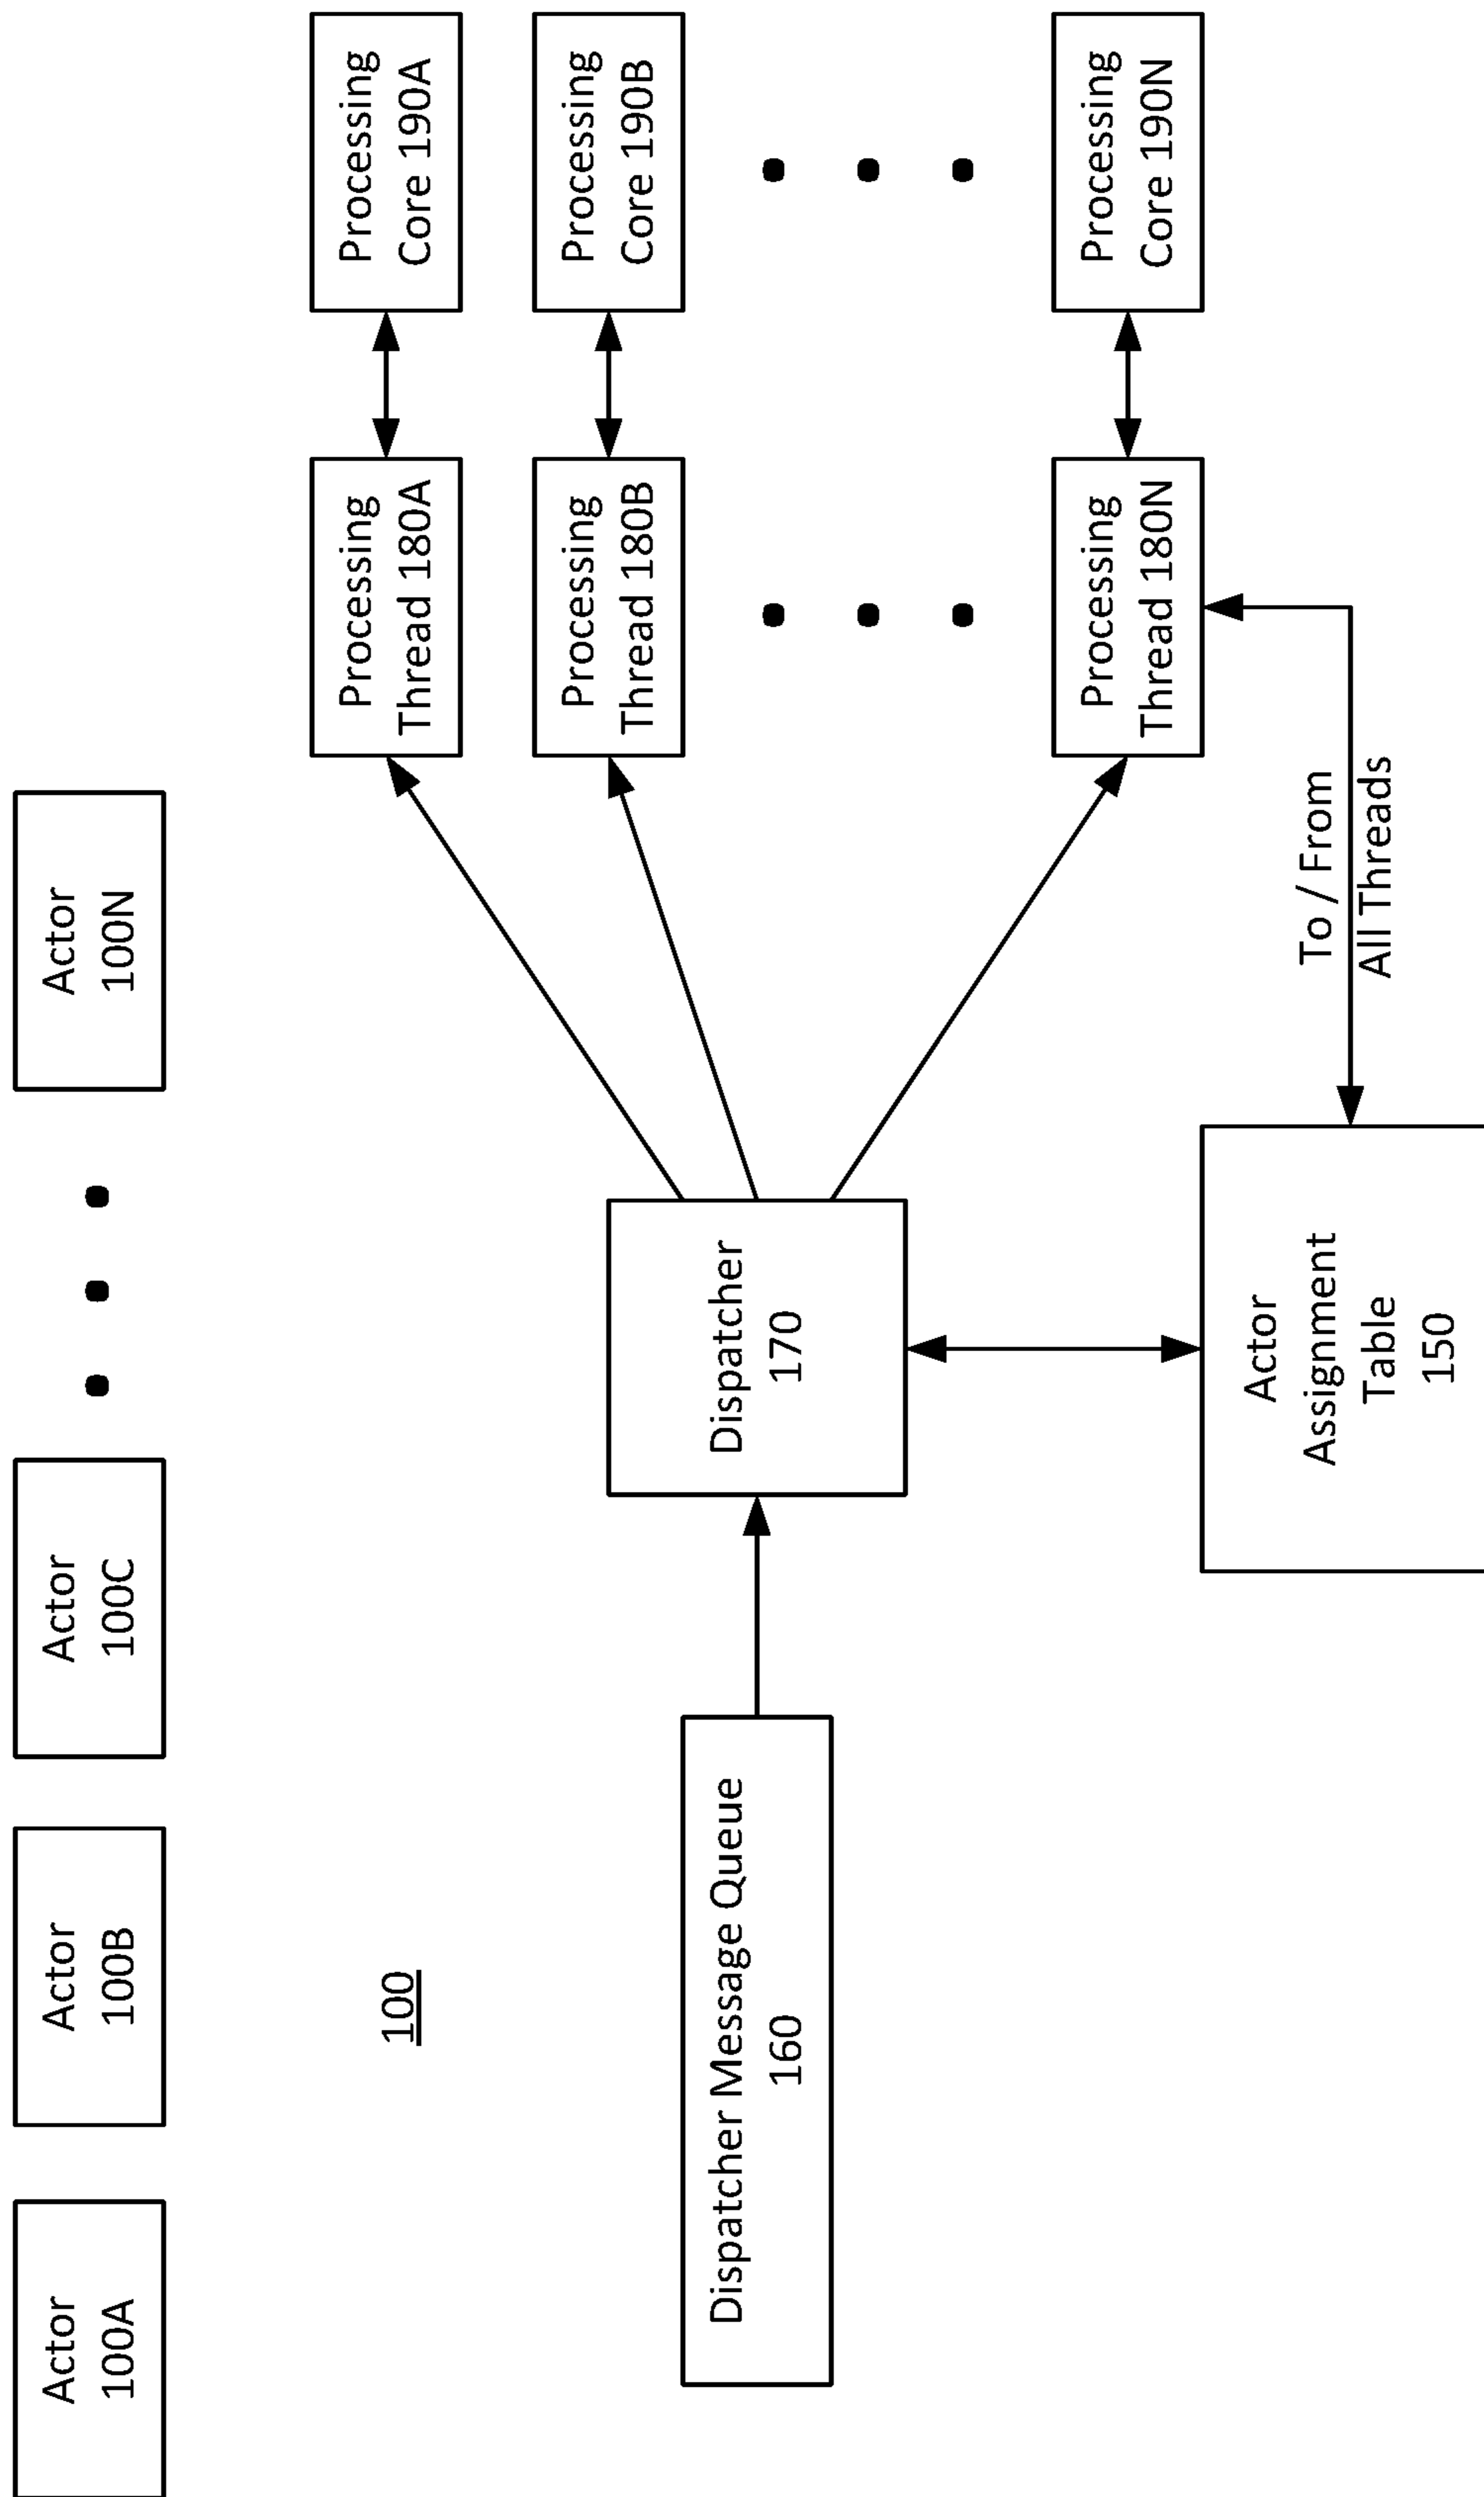 Actor
100A
Actor
100B
Actor
100C
Actor
100N
100
Processing
Thread 180A
Processing
Core 190A
Processing
Thread 180B
Processing
Core 190B
Dispatcher Message Queue
160
Dispatcher
170
Processing
Thread 180N
Processing
Core 190N
To / From
All Threads
Actor
Assignment
Table
150